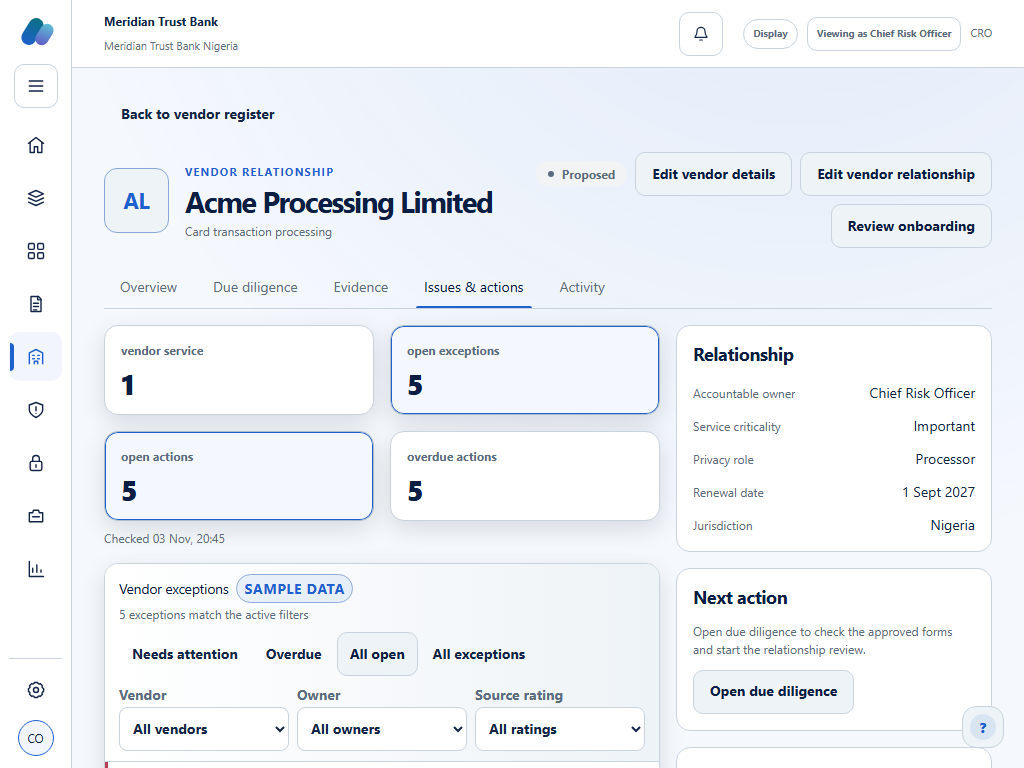 Meridian Trust Bank
Meridian Trust Bank Nigeria
Display
Viewing as Chief Risk Officer
CRO
Back to vendor register
AL
VENDOR RELATIONSHIP
Acme Processing Limited
Card transaction processing
Proposed
Edit vendor details
Edit vendor relationship
Review onboarding
Overview
Due diligence
Evidence
Issues & actions
Activity
vendor service
1
open exceptions
5
open actions
5
overdue actions
5
Checked 03 Nov, 20:45
Vendor exceptions
SAMPLE DATA
5 exceptions match the active filters
Needs attention
Overdue
All open
All exceptions
Vendor
Owner
Source rating
All vendors
All owners
All ratings
Relationship
Accountable owner
Chief Risk Officer
Service criticality
Important
Privacy role
Processor
Renewal date
1 Sept 2027
Jurisdiction
Nigeria
Next action
Open due diligence to check the approved forms
and start the relationship review.
Open due diligence
?
CO